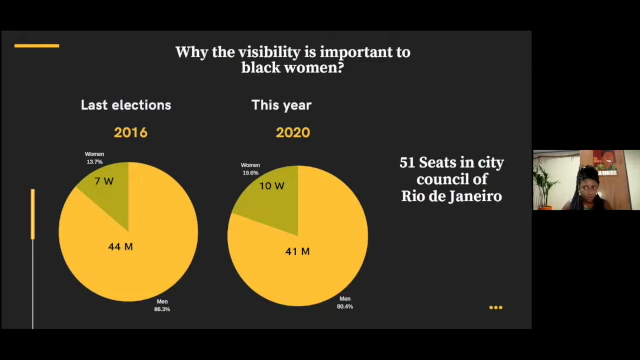 Why the visibility is important to
black women?
Last elections
2016
Women
13.7%
7 W
44 M
Men
86.3%
This year
2020
Women
19.6%
10 W
41 M
Men
80.4%
51 Seats in city
council of
Rio de Janeiro